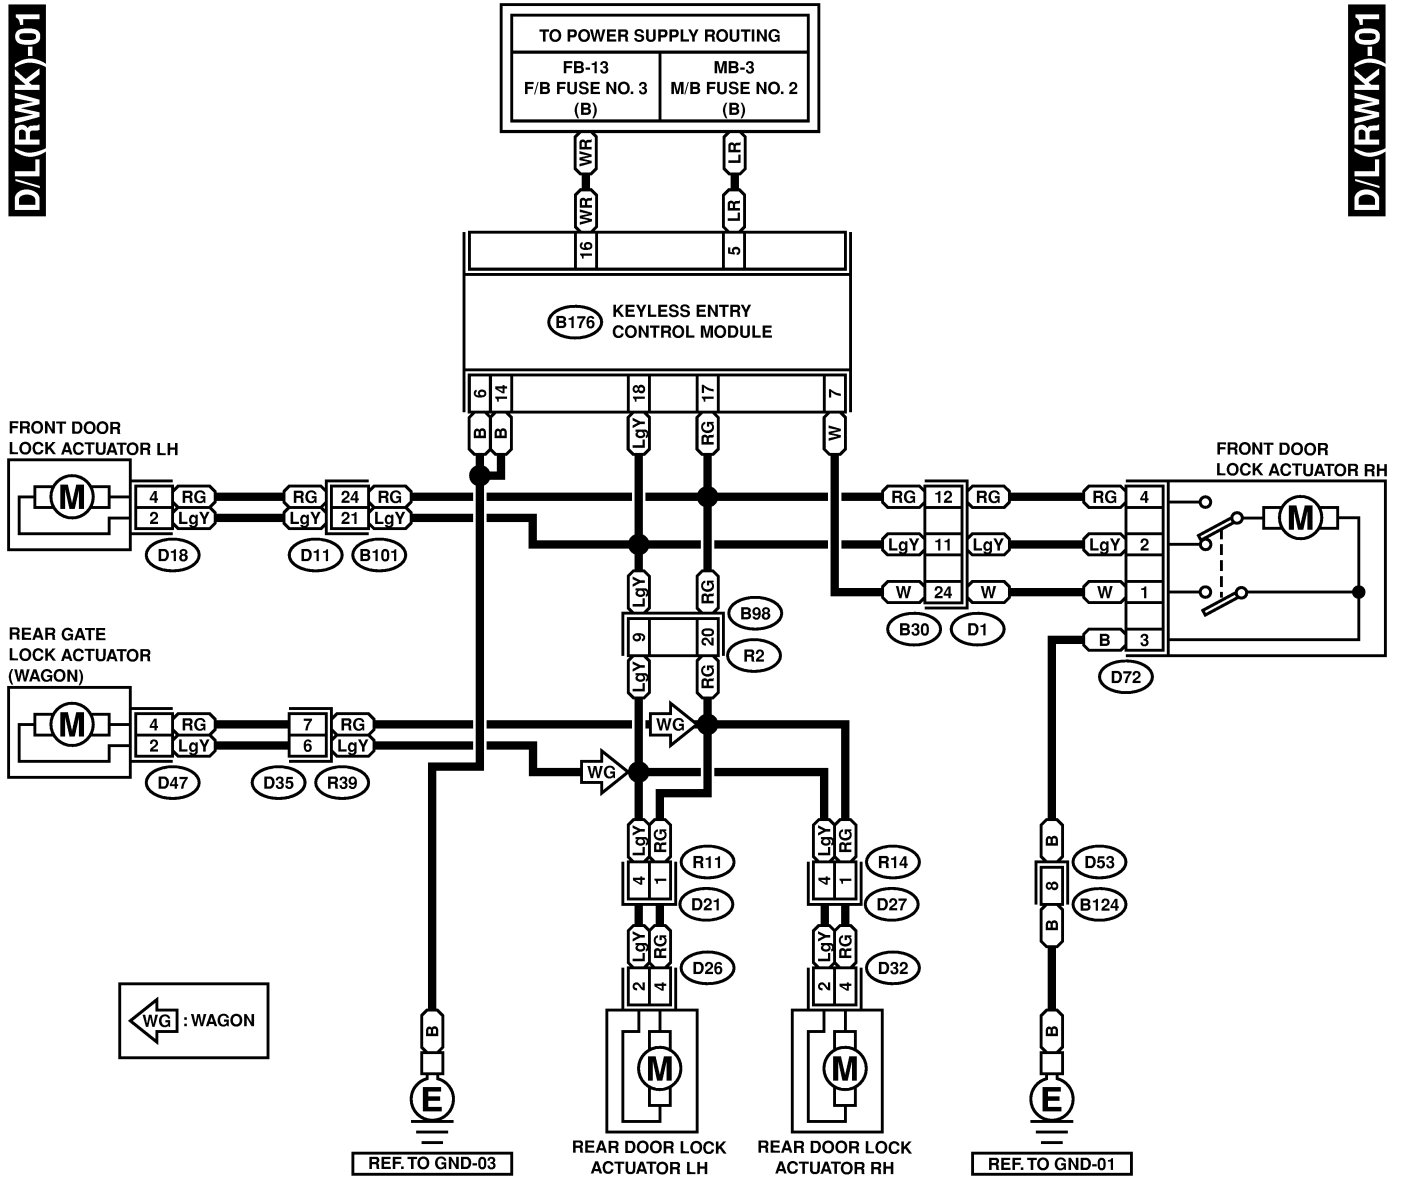 D/L(RWK)-01
D/L(RWK)-01
TO POWER SUPPLY ROUTING
FB-13
F/B FUSE NO. 3
(B)
MB-3
M/B FUSE NO. 2
(B)
WR
LR
WR
LR
16
5
B176
KEYLESS ENTRY
CONTROL MODULE
6
14
18
17
7
B
B
LgY
RG
W
FRONT DOOR
LOCK ACTUATOR LH
M
4
RG
RG
24
RG
2
LgY
LgY
21
LgY
D18
D11
B101
FRONT DOOR
LOCK ACTUATOR RH
RG
12
RG
RG
4
M
LgY
11
LgY
LgY
2
W
24
W
W
1
B
3
B30
D1
D72
LgY
RG
B98
9
20
R2
LgY
RG
REAR GATE
LOCK ACTUATOR
(WAGON)
M
4
RG
7
RG
WG
2
LgY
6
LgY
WG
D47
D35
R39
LgY
RG
R11
4
1
D21
LgY
RG
D26
2
4
M
REAR DOOR LOCK
ACTUATOR LH
LgY
RG
R14
4
1
D27
LgY
RG
D32
2
4
M
REAR DOOR LOCK
ACTUATOR RH
B
D53
8
B124
B
B
E
REF. TO GND-01
WG
: WAGON
B
E
REF. TO GND-03